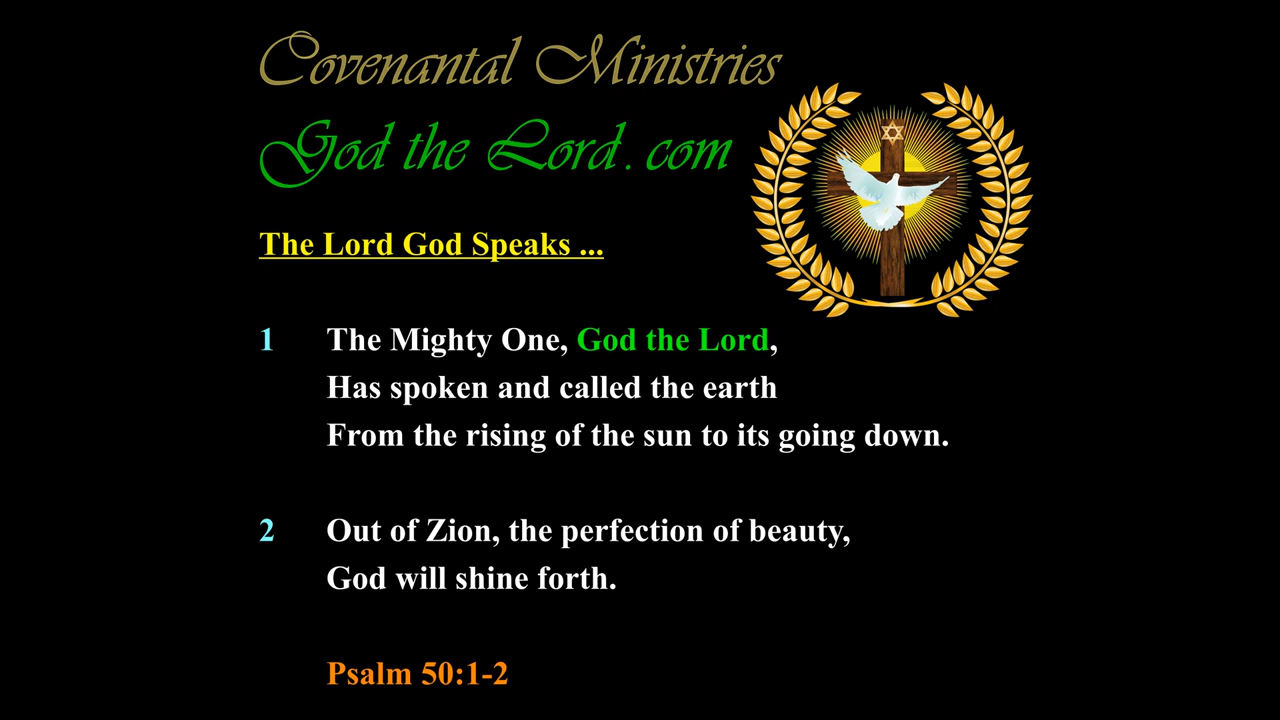 Covenantal Ministries
God the Lord . com
The Lord God Speaks ...
1 The Mighty One, God the Lord,
Has spoken and called the earth
From the rising of the sun to its going down.
2 Out of Zion, the perfection of beauty,
God will shine forth.
Psalm 50:1-2